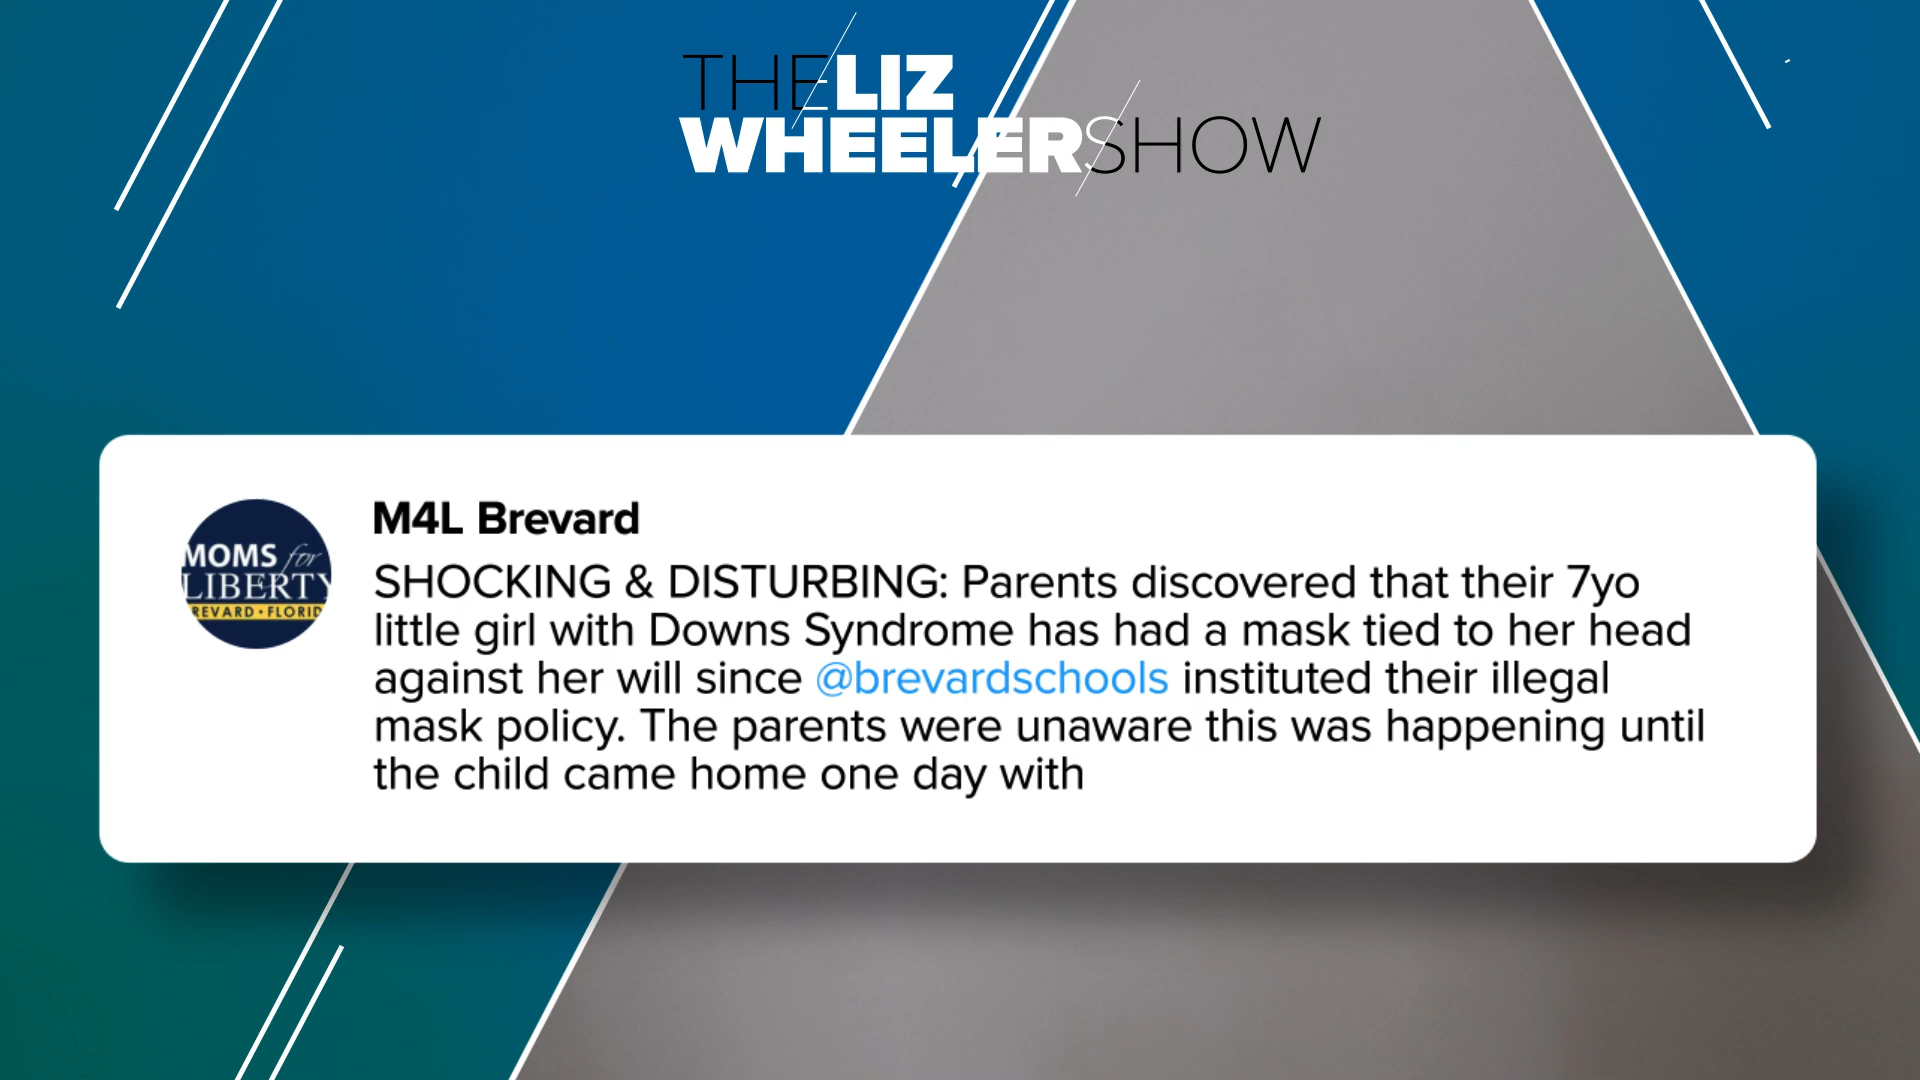 THE LIZ
WHEELER SHOW
MOMS for
LIBERTY
REVARD • FLORID
M4L Brevard
SHOCKING & DISTURBING: Parents discovered that their 7yo
little girl with Downs Syndrome has had a mask tied to her head
against her will since @brevardschools instituted their illegal
mask policy. The parents were unaware this was happening until
the child came home one day with